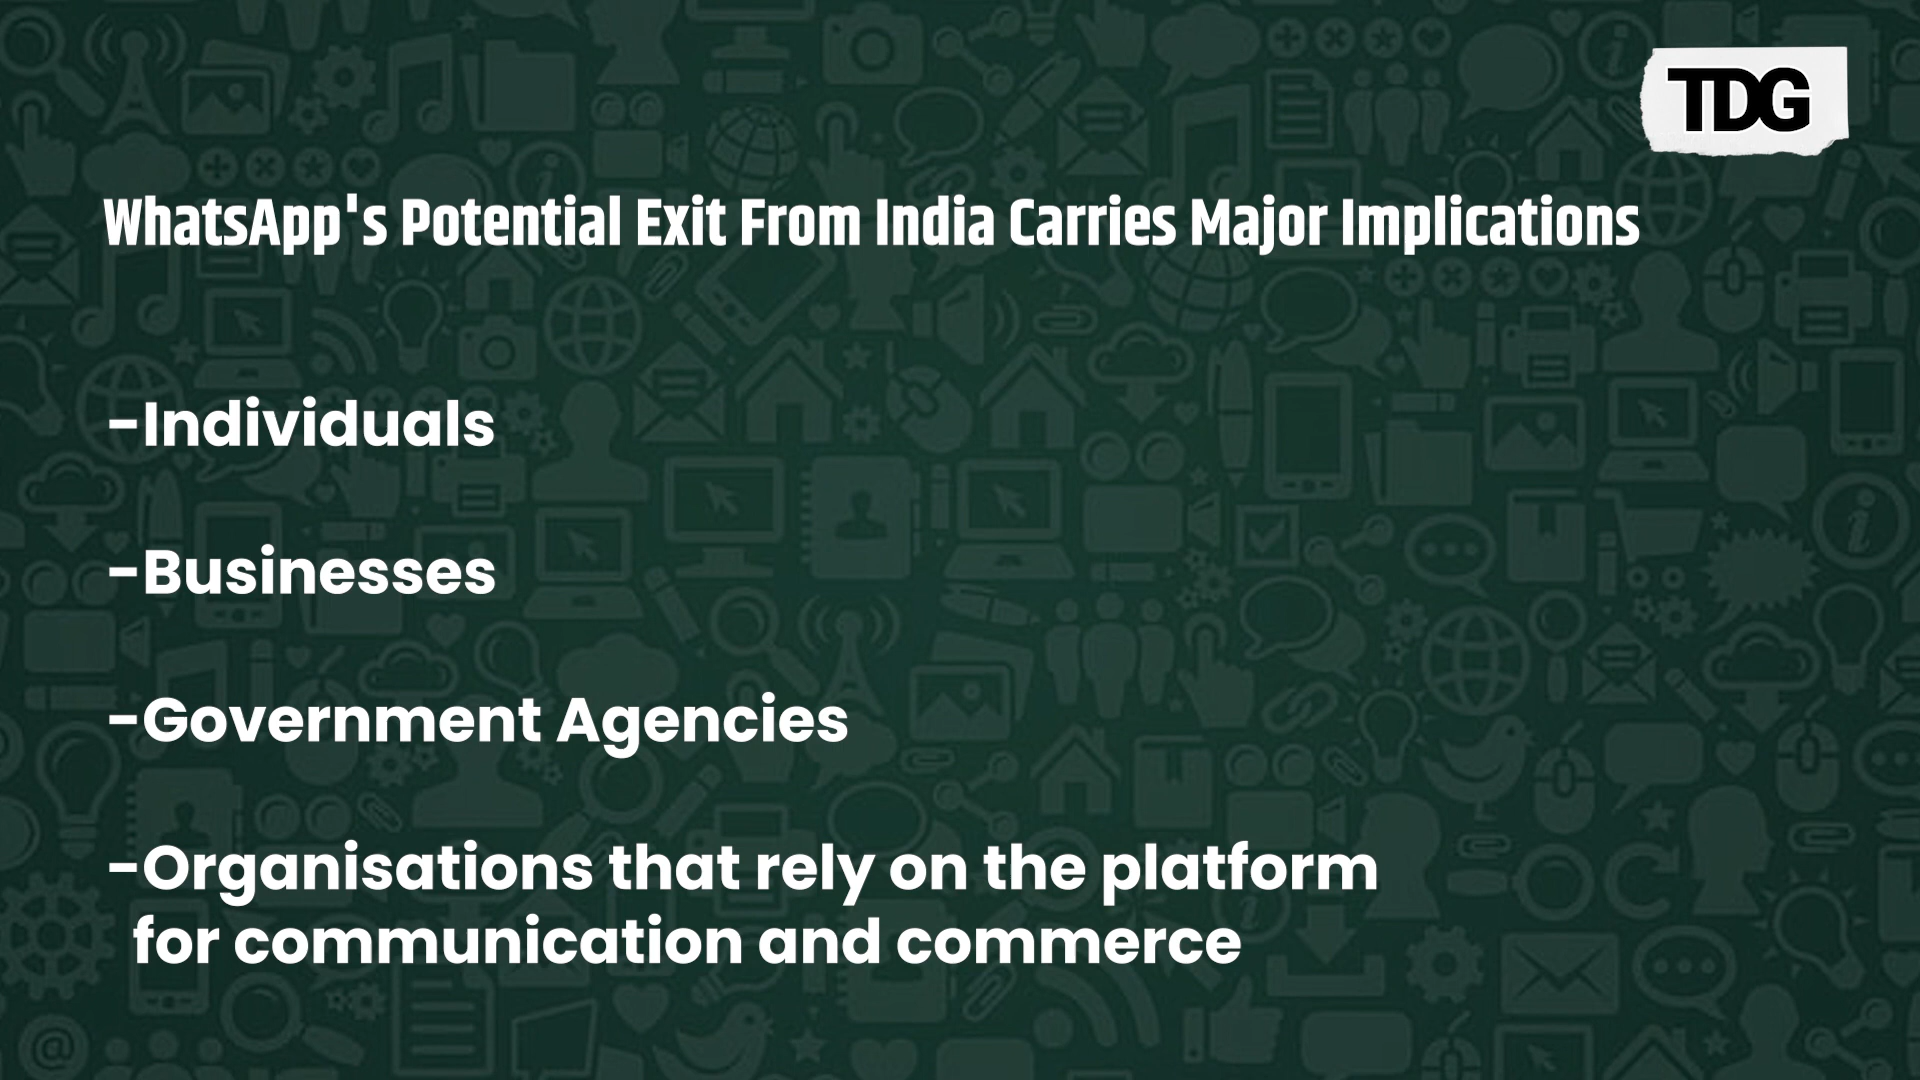 TDG
WhatsApp's Potential Exit From India Carries Major Implications
-Individuals
-Businesses
-Government Agencies
-Organisations that rely on the platform
for communication and commerce